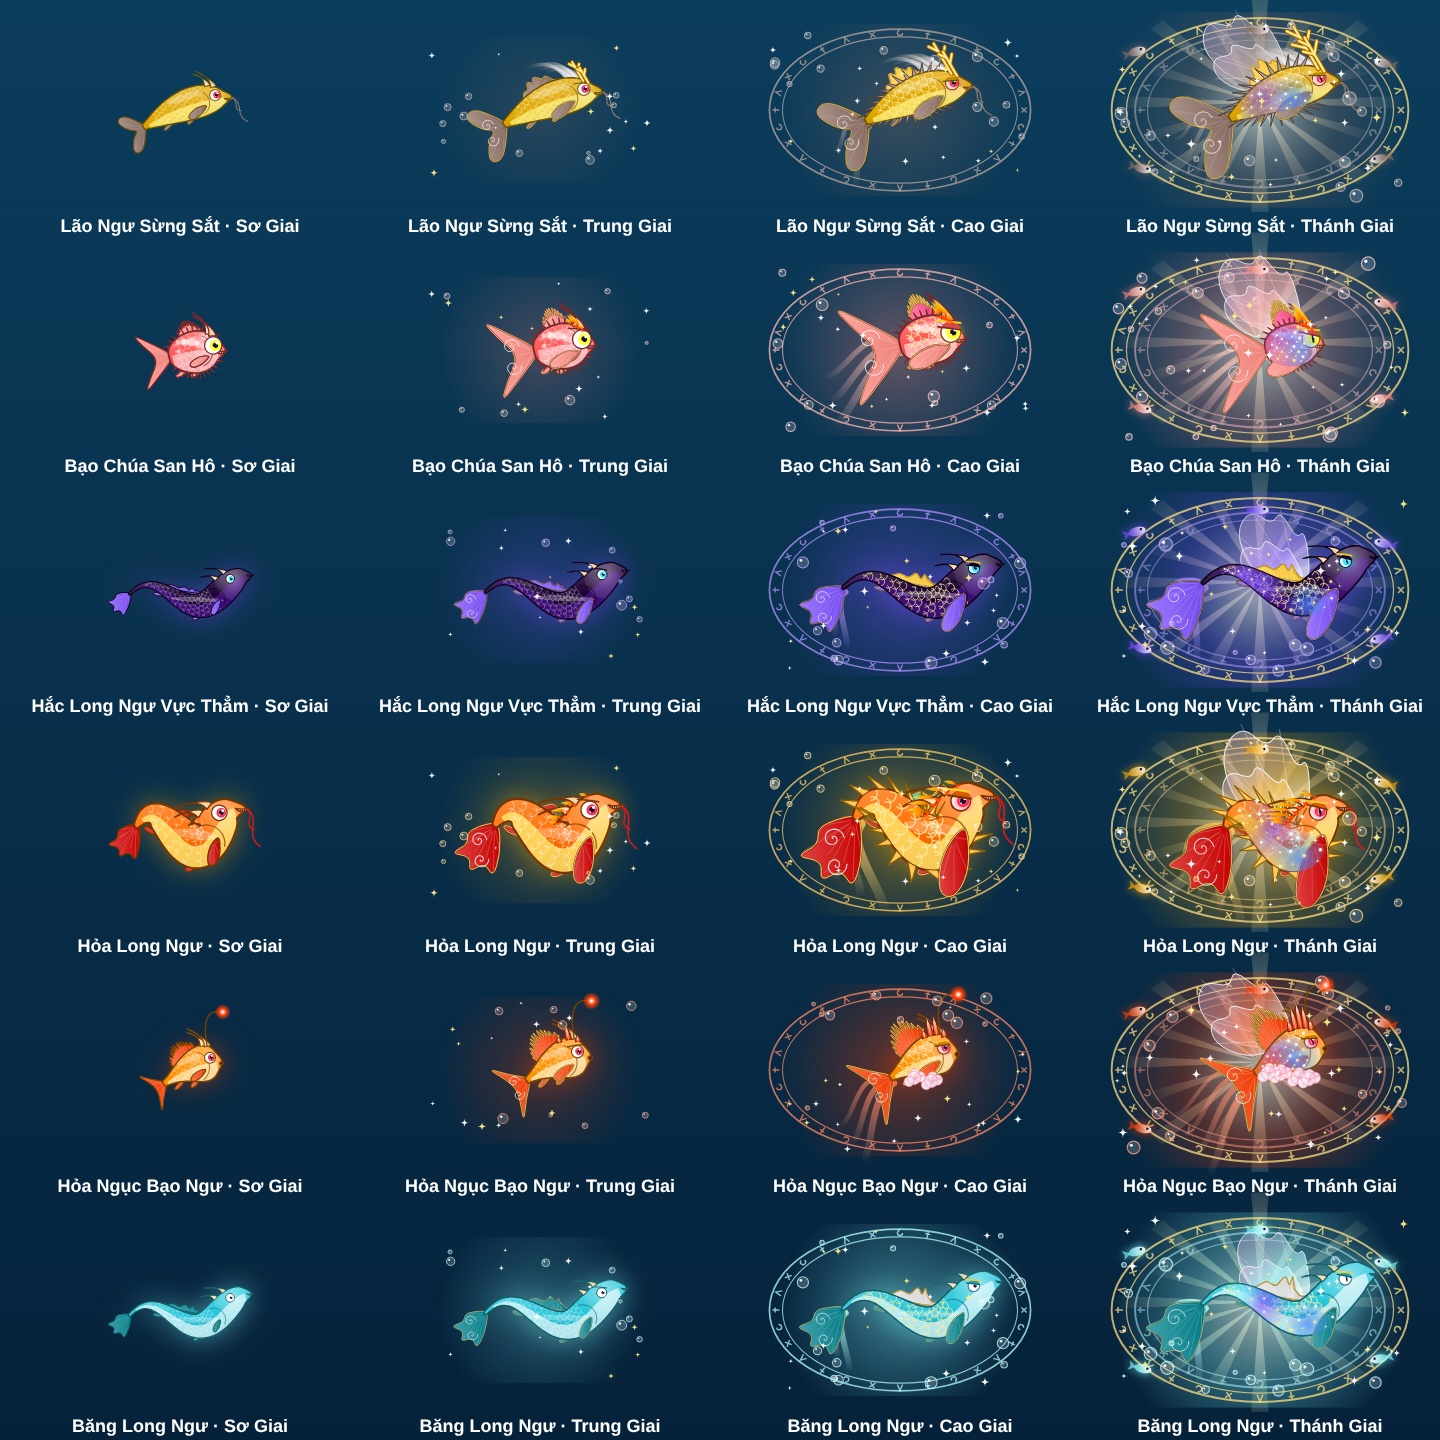 Lão Ngư Sừng Sắt · Sơ Giai
Lão Ngư Sừng Sắt · Trung Giai
Lão Ngư Sừng Sắt · Cao Giai
Lão Ngư Sừng Sắt · Thánh Giai
Bạo Chúa San Hô · Sơ Giai
Bạo Chúa San Hô · Trung Giai
Bạo Chúa San Hô · Cao Giai
Bạo Chúa San Hô · Thánh Giai
Hắc Long Ngư Vực Thẳm · Sơ Giai
Hắc Long Ngư Vực Thẳm · Trung Giai
Hắc Long Ngư Vực Thẳm · Cao Giai
Hắc Long Ngư Vực Thẳm · Thánh Giai
Hỏa Long Ngư · Sơ Giai
Hỏa Long Ngư · Trung Giai
Hỏa Long Ngư · Cao Giai
Hỏa Long Ngư · Thánh Giai
Hỏa Ngục Bạo Ngư · Sơ Giai
Hỏa Ngục Bạo Ngư · Trung Giai
Hỏa Ngục Bạo Ngư · Cao Giai
Hỏa Ngục Bạo Ngư · Thánh Giai
Băng Long Ngư · Sơ Giai
Băng Long Ngư · Trung Giai
Băng Long Ngư · Cao Giai
Băng Long Ngư · Thánh Giai